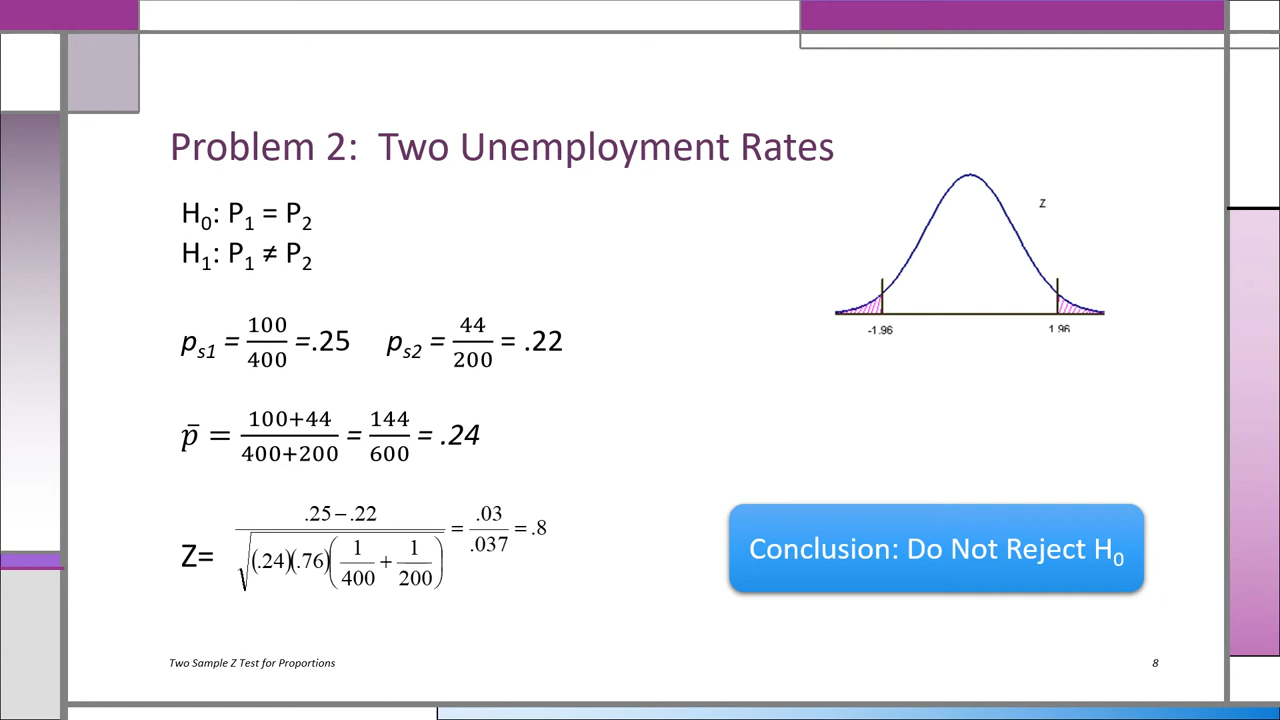 Problem 2: Two Unemployment Rates
H₀: P₁ = P₂
H₁: P₁ ≠ P₂
z
-1.96 1.96
pₛ₁ = 100/400 =.25 pₛ₂ = 44/200 = .22
p̄ = 100+44/400+200 = 144/600 = .24
Z= .25 – .22/√(.24)(.76)(1/400 + 1/200) = .03/.037 = .8
Conclusion: Do Not Reject H₀
Two Sample Z Test for Proportions
8